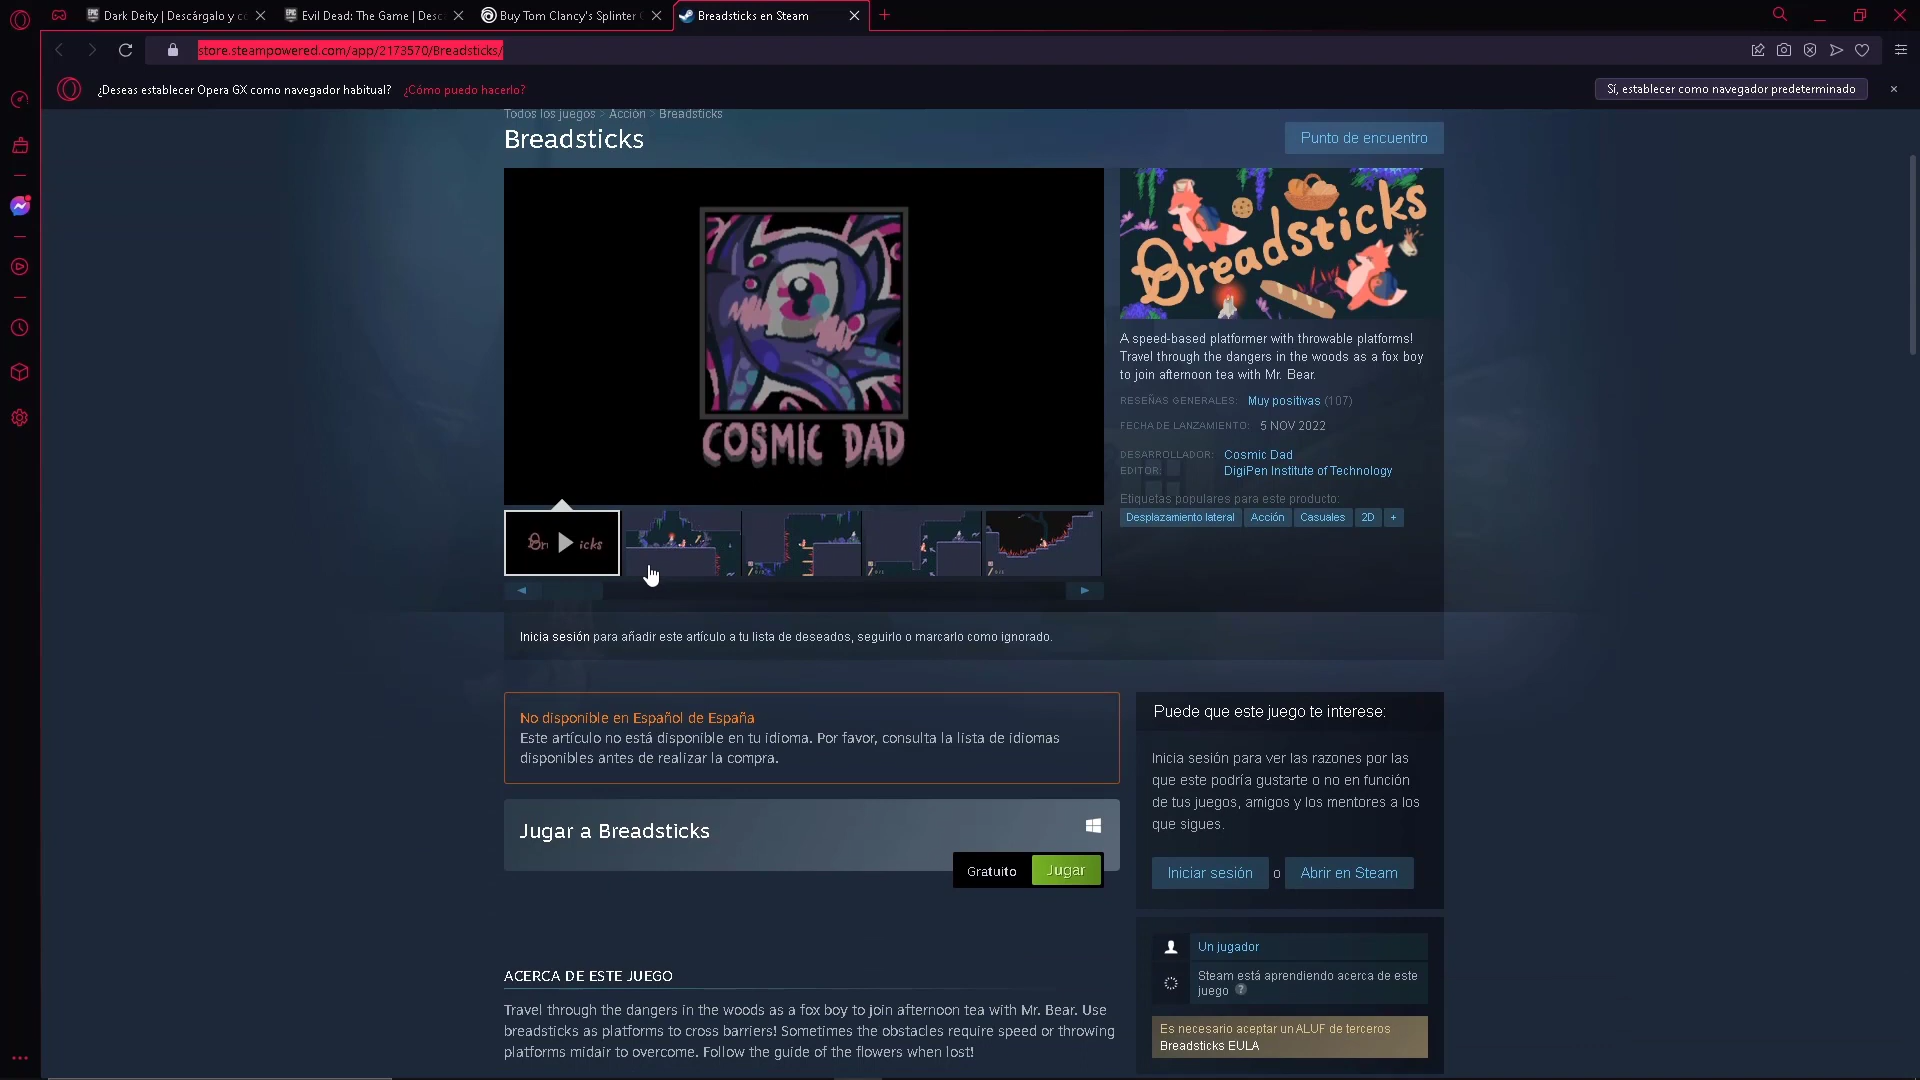 Dark Deity | Descárgalo y c
Evil Dead: The Game | Desc
Buy Tom Clancy's Splinter
Breadsticks en Steam
store.steampowered.com/app/2173570/Breadsticks/
¿Deseas establecer Opera GX como navegador habitual? ¿Cómo puedo hacerlo?
Sí, establecer como navegador predeterminado
Todos los juegos > Acción > Breadsticks
Breadsticks
Punto de encuentro
COSMIC DAD
Breadsticks
A speed-based platformer with throwable platforms!
Travel through the dangers in the woods as a fox boy
to join afternoon tea with Mr. Bear.
RESEÑAS GENERALES: Muy positivas (107)
FECHA DE LANZAMIENTO: 5 NOV 2022
DESARROLLADOR: Cosmic Dad
EDITOR: DigiPen Institute of Technology
Etiquetas populares para este producto:
Desplazamiento lateral Acción Casuales 2D +
Inicia sesión para añadir este artículo a tu lista de deseados, seguirlo o marcarlo como ignorado.
No disponible en Español de España
Este artículo no está disponible en tu idioma. Por favor, consulta la lista de idiomas
disponibles antes de realizar la compra.
Jugar a Breadsticks
Gratuito Jugar
Puede que este juego te interese:
Inicia sesión para ver las razones por las
que este podría gustarte o no en función
de tus juegos, amigos y los mentores a los
que sigues.
Iniciar sesión o Abrir en Steam
Un jugador
Steam está aprendiendo acerca de este
juego ?
Es necesario aceptar un ALUF de terceros
Breadsticks EULA
ACERCA DE ESTE JUEGO
Travel through the dangers in the woods as a fox boy to join afternoon tea with Mr. Bear. Use
breadsticks as platforms to cross barriers! Sometimes the obstacles require speed or throwing
platforms midair to overcome. Follow the guide of the flowers when lost!